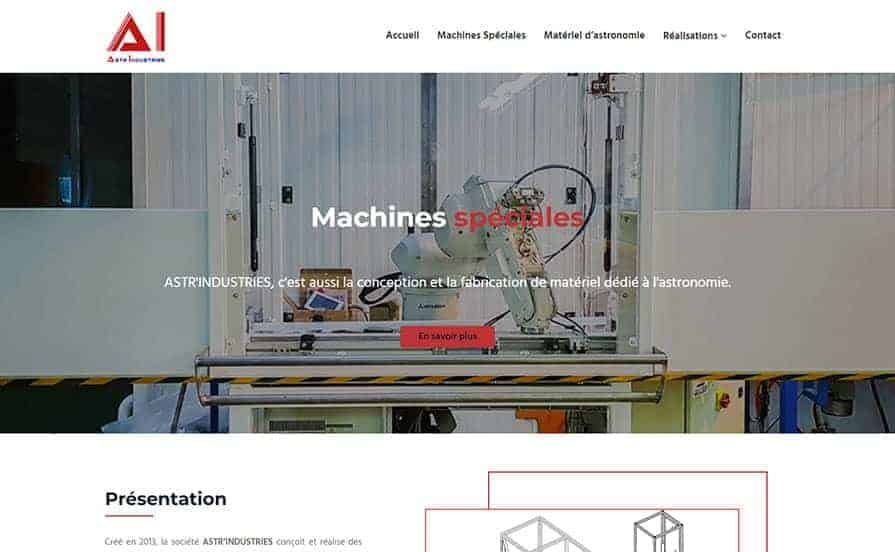 AI
ASTR'INDUSTRIES
Accueil Machines Spéciales Matériel d'astronomie Réalisations Contact
Machines spéciales
ASTR'INDUSTRIES, c'est aussi la conception et la fabrication de matériel dédié à l'astronomie.
En savoir plus
Présentation
Créé en 2013, la société ASTR'INDUSTRIES conçoit et réalise des